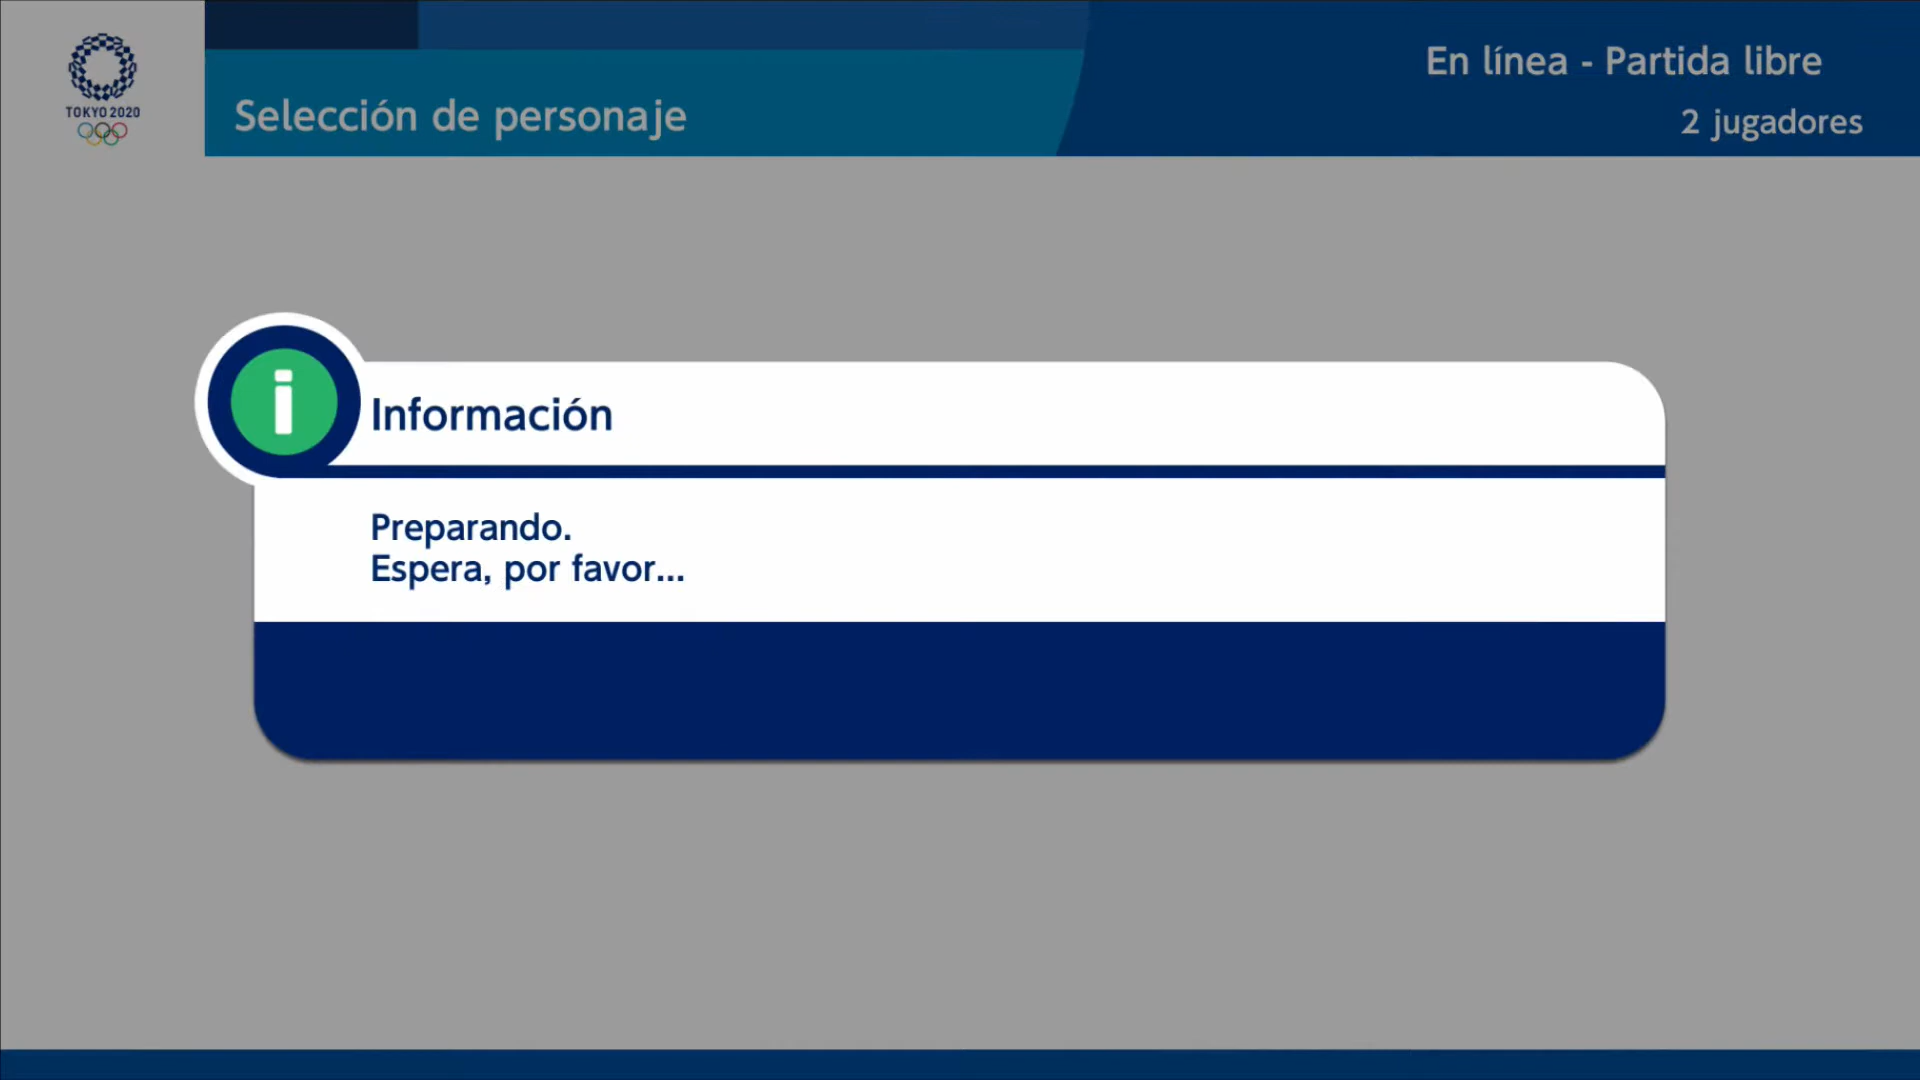 TOKYO 2020
Selección de personaje
En línea - Partida libre
2 jugadores
i
Información
Preparando.
Espera, por favor...